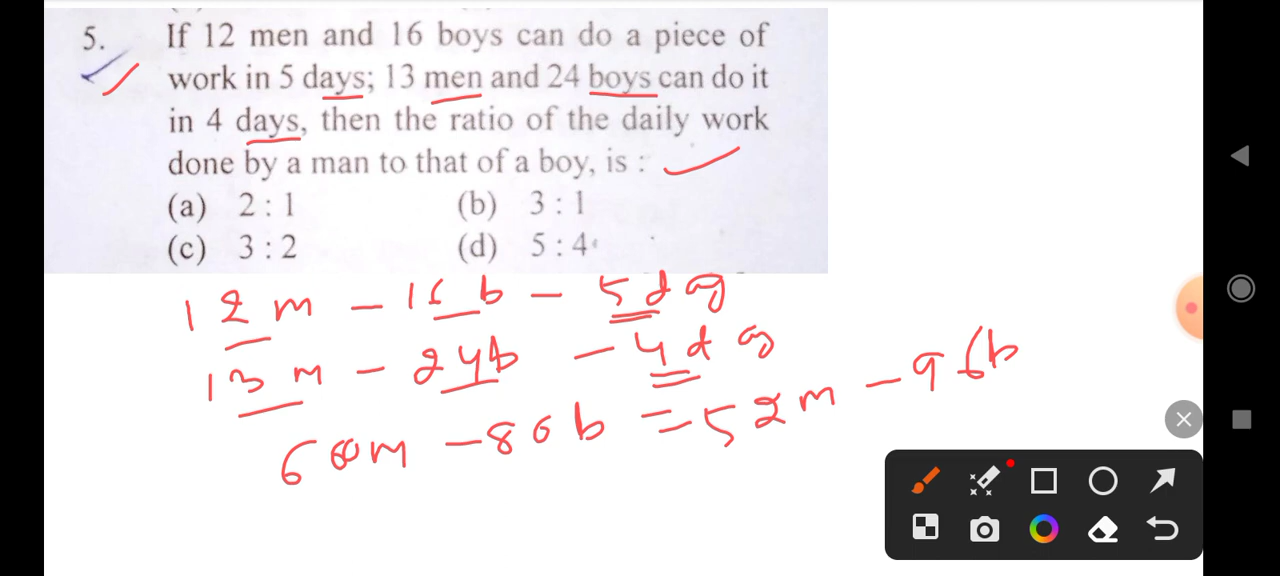 5. If 12 men and 16 boys can do a piece of
work in 5 days; 13 men and 24 boys can do it
in 4 days, then the ratio of the daily work
done by a man to that of a boy, is :
(a) 2 : 1 (b) 3 : 1
(c) 3 : 2 (d) 5 : 4
12 m - 16 b - 5 day
13 m - 24 b - 4 day
60 m - 80 b = 52 m - 96 b